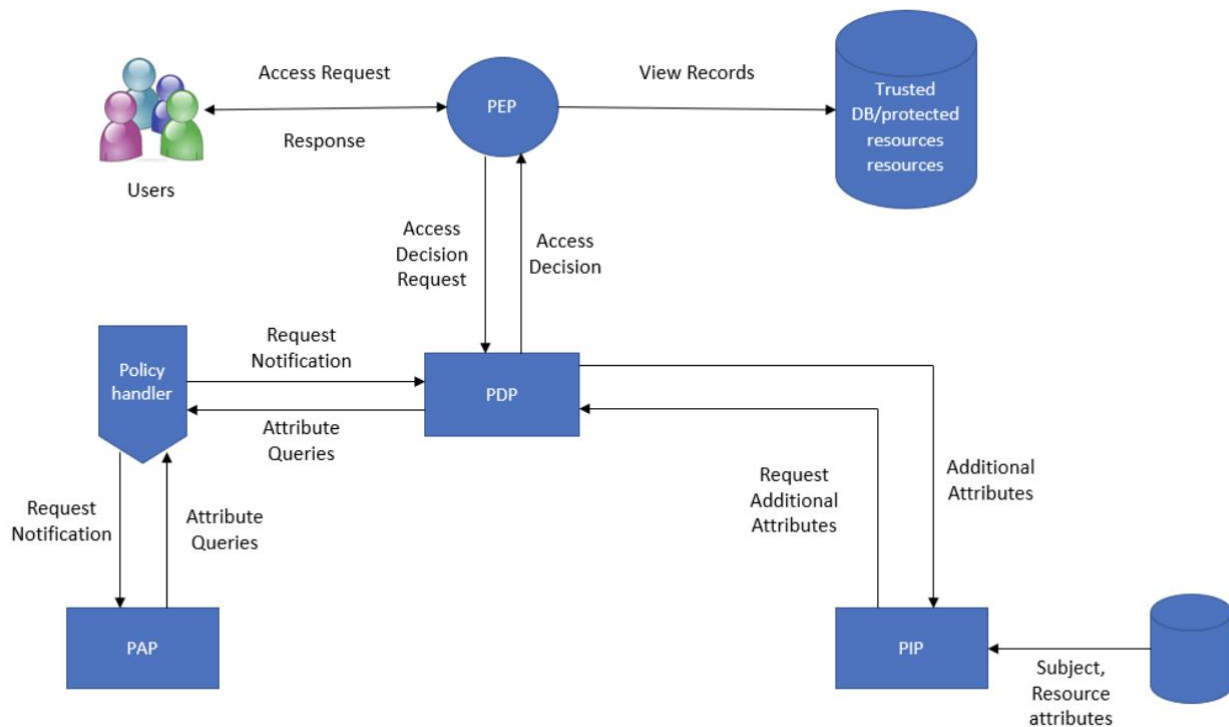 Access Request
PEP
View Records
Trusted
DB/protected
resources
resources
Response
Users
Access
Decision
Request
Access
Decision
Request
Notification
Policy
handler
PDP
Attribute
Queries
Request
Additional
Attributes
Additional
Attributes
Request
Notification
Attribute
Queries
PAP
PIP
Subject,
Resource
attributes